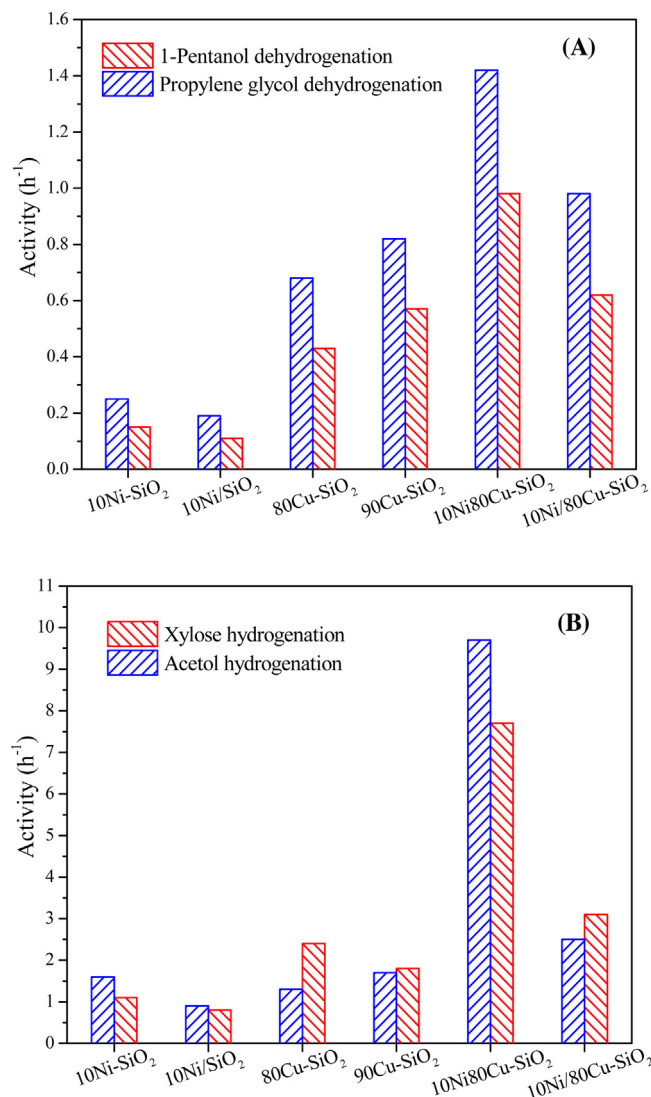 (A)
1-Pentanol dehydrogenation
Propylene glycol dehydrogenation
Activity (h⁻¹)
1.6
1.4
1.2
1.0
0.8
0.6
0.4
0.2
0.0
10Ni-SiO₂
10Ni/SiO₂
80Cu-SiO₂
90Cu-SiO₂
10Ni80Cu-SiO₂
10Ni/80Cu-SiO₂
(B)
Xylose hydrogenation
Acetol hydrogenation
Activity (h⁻¹)
11
10
9
8
7
6
5
4
3
2
1
0
10Ni-SiO₂
10Ni/SiO₂
80Cu-SiO₂
90Cu-SiO₂
10Ni80Cu-SiO₂
10Ni/80Cu-SiO₂